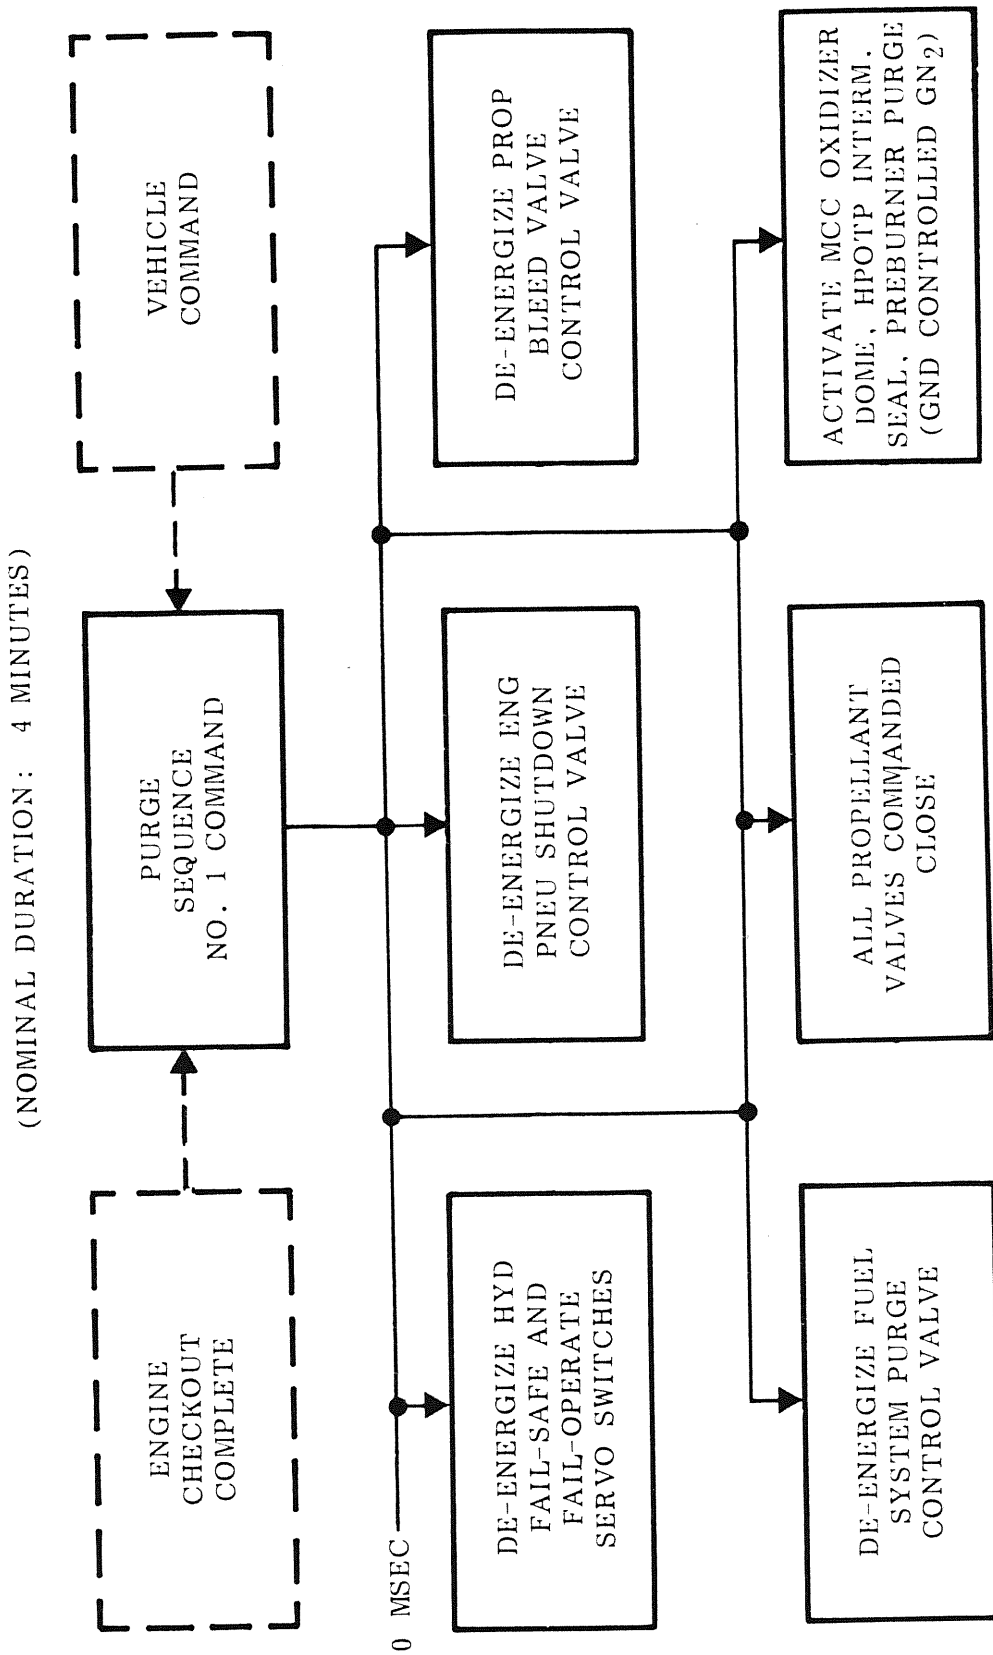 (NOMINAL DURATION: 4 MINUTES)
ENGINE
CHECKOUT
COMPLETE
PURGE
SEQUENCE
NO. 1 COMMAND
VEHICLE
COMMAND
0 MSEC
DE-ENERGIZE HYD
FAIL-SAFE AND
FAIL-OPERATE
SERVO SWITCHES
DE-ENERGIZE ENG
PNEU SHUTDOWN
CONTROL VALVE
DE-ENERGIZE PROP
BLEED VALVE
CONTROL VALVE
DE-ENERGIZE FUEL
SYSTEM PURGE
CONTROL VALVE
ALL PROPELLANT
VALVES COMMANDED
CLOSE
ACTIVATE MCC OXIDIZER
DOME, HPOTP INTERM.
SEAL, PREBURNER PURGE
(GND CONTROLLED GN₂)